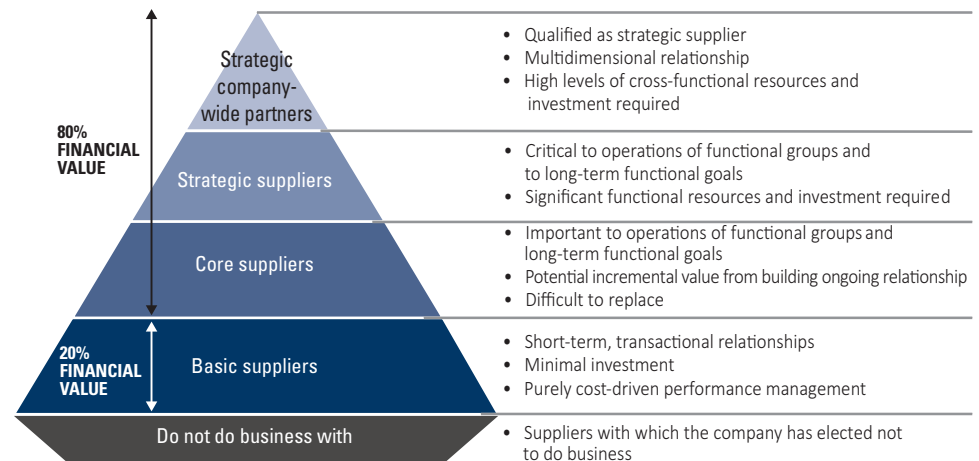 Strategic
company-
wide partners
• Qualified as strategic supplier
• Multidimensional relationship
• High levels of cross-functional resources and
investment required
80%
FINANCIAL
VALUE
Strategic suppliers
• Critical to operations of functional groups and
to long-term functional goals
• Significant functional resources and investment required
Core suppliers
• Important to operations of functional groups and
long-term functional goals
• Potential incremental value from building ongoing relationship
• Difficult to replace
20%
FINANCIAL
VALUE
Basic suppliers
• Short-term, transactional relationships
• Minimal investment
• Purely cost-driven performance management
Do not do business with
• Suppliers with which the company has elected not
to do business